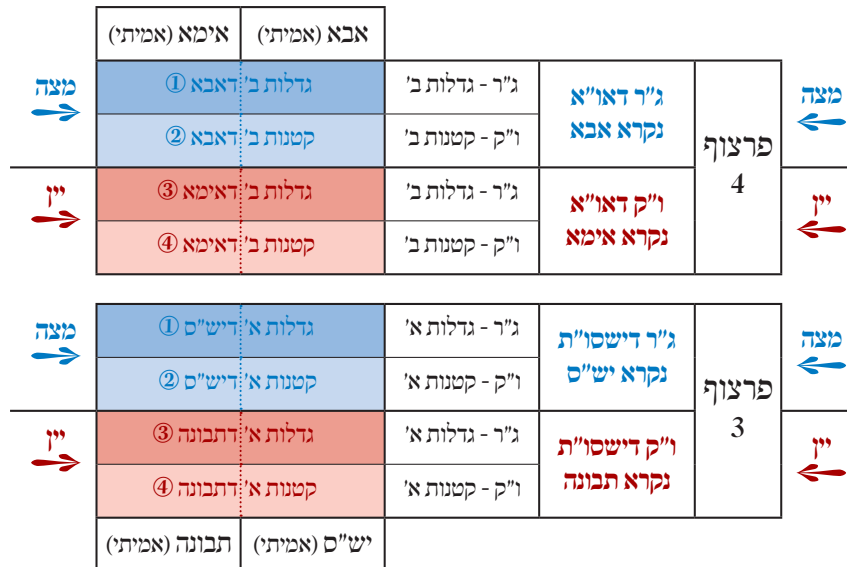 אבא (אמיתי) אימא (אמיתי)
מצה
ג"ר דאו"א
נקרא אבא
ג"ר - גדלות ב'
גדלות ב' דאבא ①
מצה
ו"ק - קטנות ב'
קטנות ב' דאבא ②
פרצוף
4
יין
ו"ק דאו"א
נקרא אימא
ג"ר - גדלות ב'
גדלות ב' דאימא ③
יין
ו"ק - קטנות ב'
קטנות ב' דאימא ④
מצה
ג"ר דישסו"ת
נקרא יש"ס
ג"ר - גדלות א'
גדלות א' דיש"ס ①
מצה
ו"ק - קטנות א'
קטנות א' דיש"ס ②
פרצוף
3
יין
ו"ק דישסו"ת
נקרא תבונה
ג"ר - גדלות א'
גדלות א' דתבונה ③
יין
ו"ק - קטנות א'
קטנות א' דתבונה ④
יש"ס (אמיתי) תבונה (אמיתי)